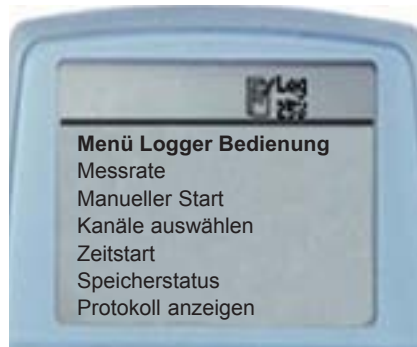 Log
Menü Logger Bedienung
Messrate
Manueller Start
Kanäle auswählen
Zeitstart
Speicherstatus
Protokoll anzeigen